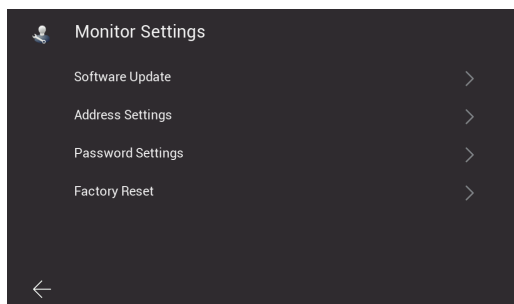 Monitor Settings
Software Update
Address Settings
Password Settings
Factory Reset